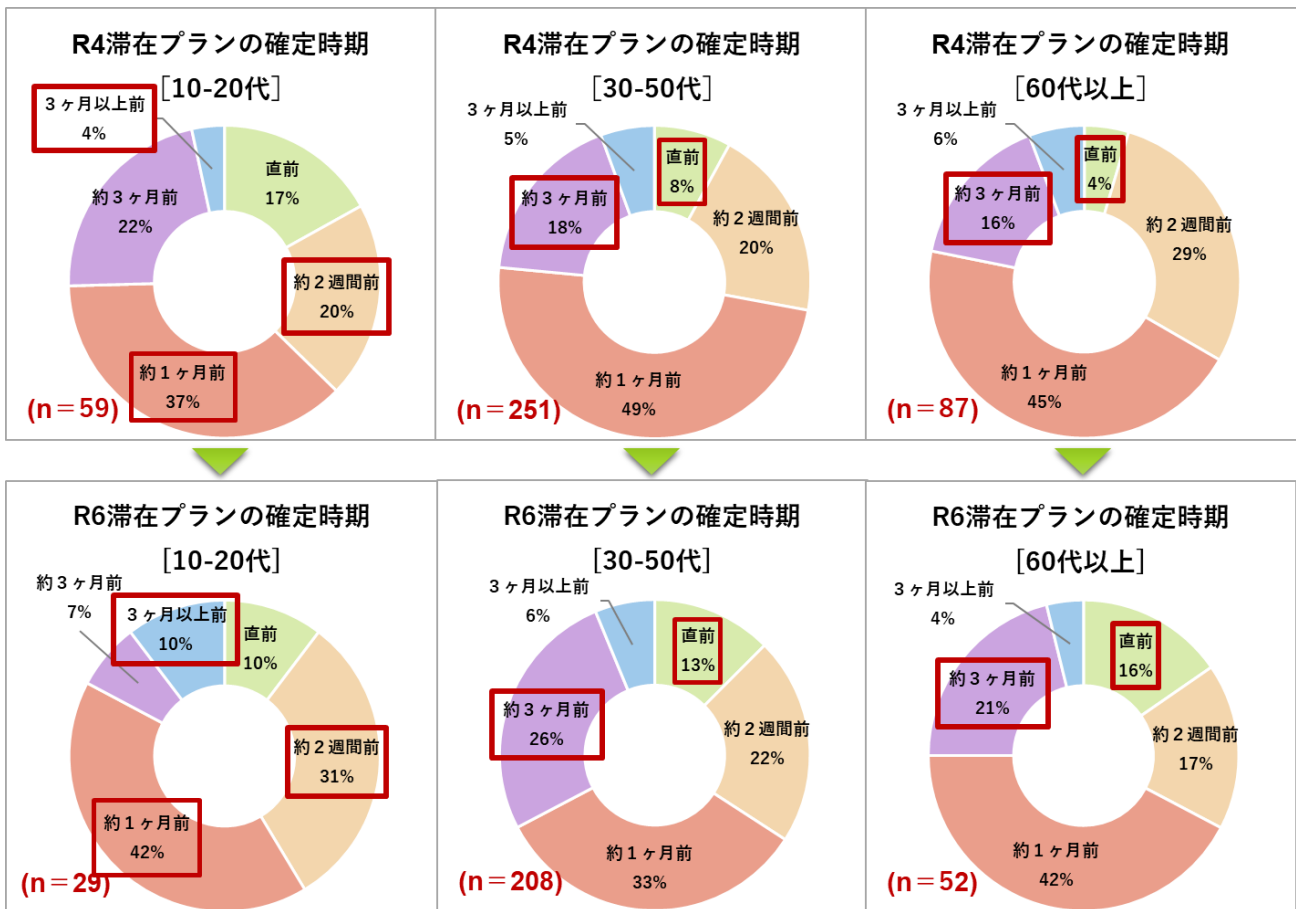 R4滞在プランの確定時期
[10-20代]
３ヶ月以上前
4%
直前
17%
約２週間前
20%
約１ヶ月前
37%
約３ヶ月前
22%
(n＝59)
R4滞在プランの確定時期
[30-50代]
３ヶ月以上前
5%
直前
8%
約２週間前
20%
約１ヶ月前
49%
約３ヶ月前
18%
(n＝251)
R4滞在プランの確定時期
[60代以上]
３ヶ月以上前
6%
直前
4%
約２週間前
29%
約１ヶ月前
45%
約３ヶ月前
16%
(n＝87)
R6滞在プランの確定時期
[10-20代]
約３ヶ月前
7%
３ヶ月以上前
10%
直前
10%
約２週間前
31%
約１ヶ月前
42%
(n＝29)
R6滞在プランの確定時期
[30-50代]
３ヶ月以上前
6%
直前
13%
約２週間前
22%
約１ヶ月前
33%
約３ヶ月前
26%
(n＝208)
R6滞在プランの確定時期
[60代以上]
３ヶ月以上前
4%
直前
16%
約２週間前
17%
約１ヶ月前
42%
約３ヶ月前
21%
(n＝52)